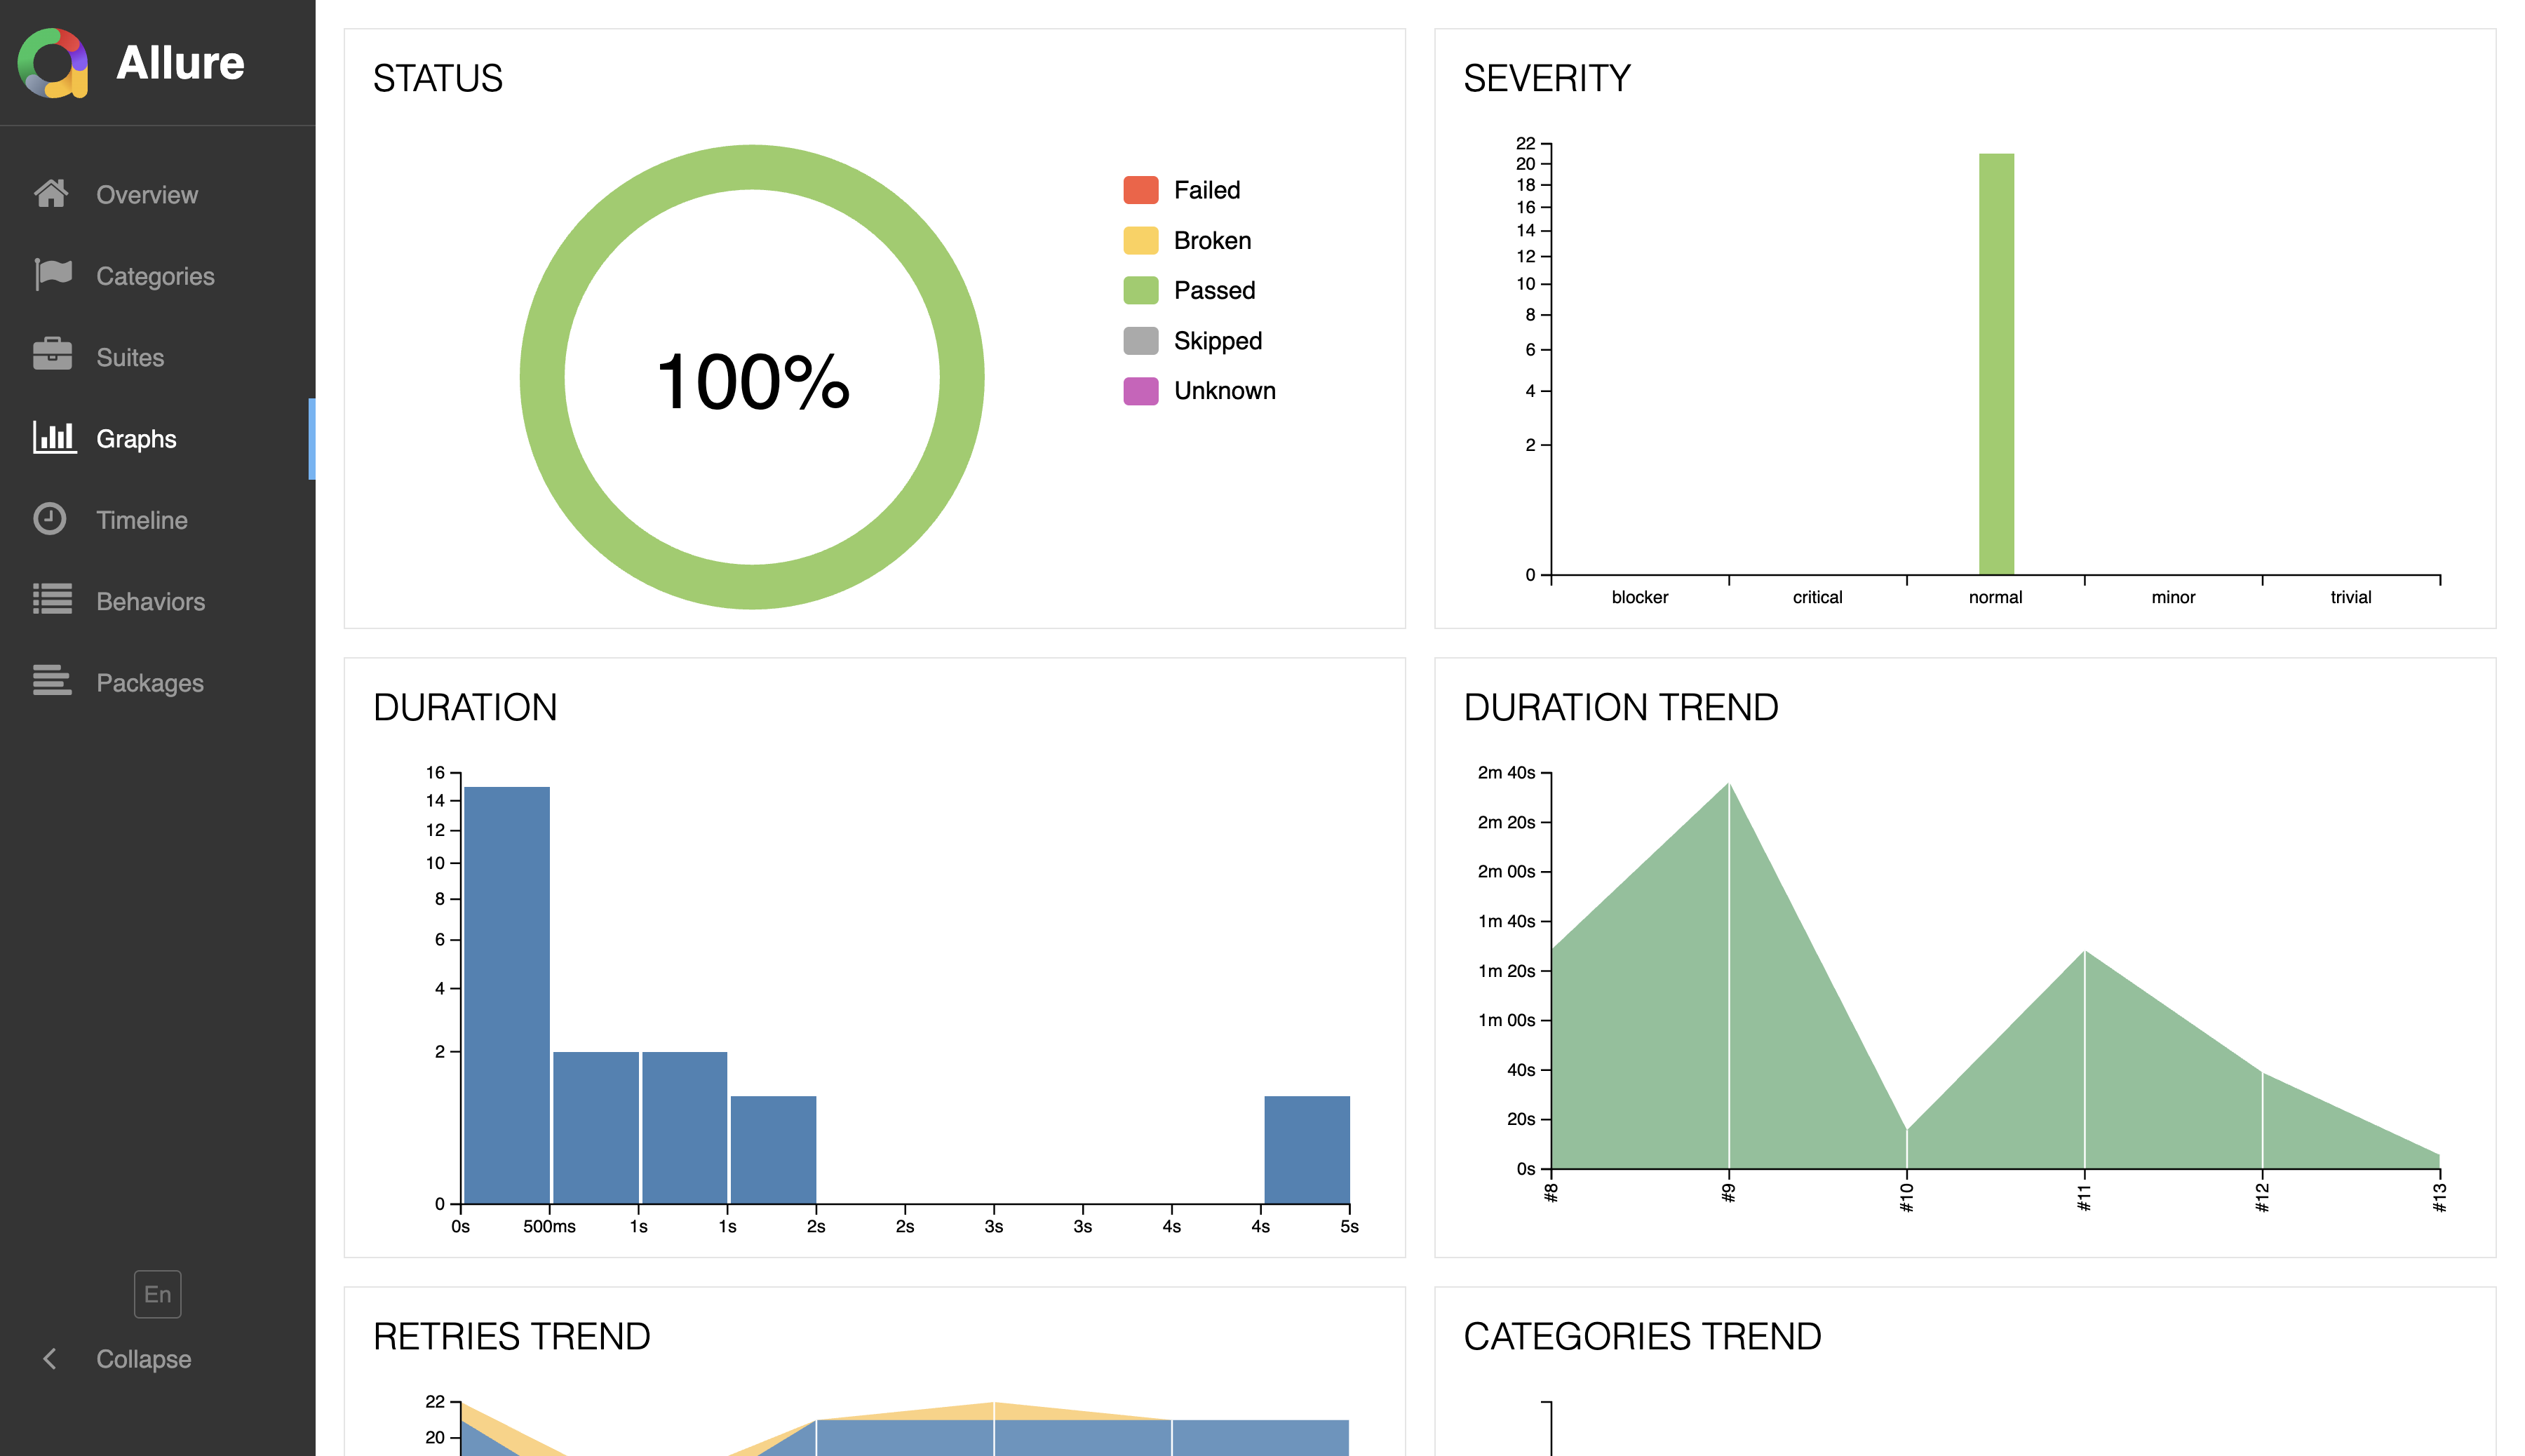 Allure
Overview
Categories
Suites
Graphs
Timeline
Behaviors
Packages
En
Collapse
STATUS
100%
Failed
Broken
Passed
Skipped
Unknown
SEVERITY
22
20
18
16
14
12
10
8
6
4
2
0
blocker critical normal minor trivial
DURATION
16
14
12
10
8
6
4
2
0
0s 500ms 1s 1s 2s 2s 3s 3s 4s 4s 5s
DURATION TREND
2m 40s
2m 20s
2m 00s
1m 40s
1m 20s
1m 00s
40s
20s
0s
#8 #9 #10 #11 #12 #13
RETRIES TREND
22
20
CATEGORIES TREND